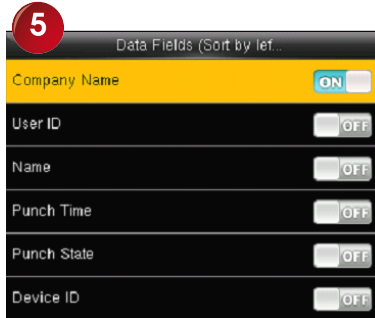 5
Data Fields (Sort by lef...
Company Name ON
User ID OFF
Name OFF
Punch Time OFF
Punch State OFF
Device ID OFF